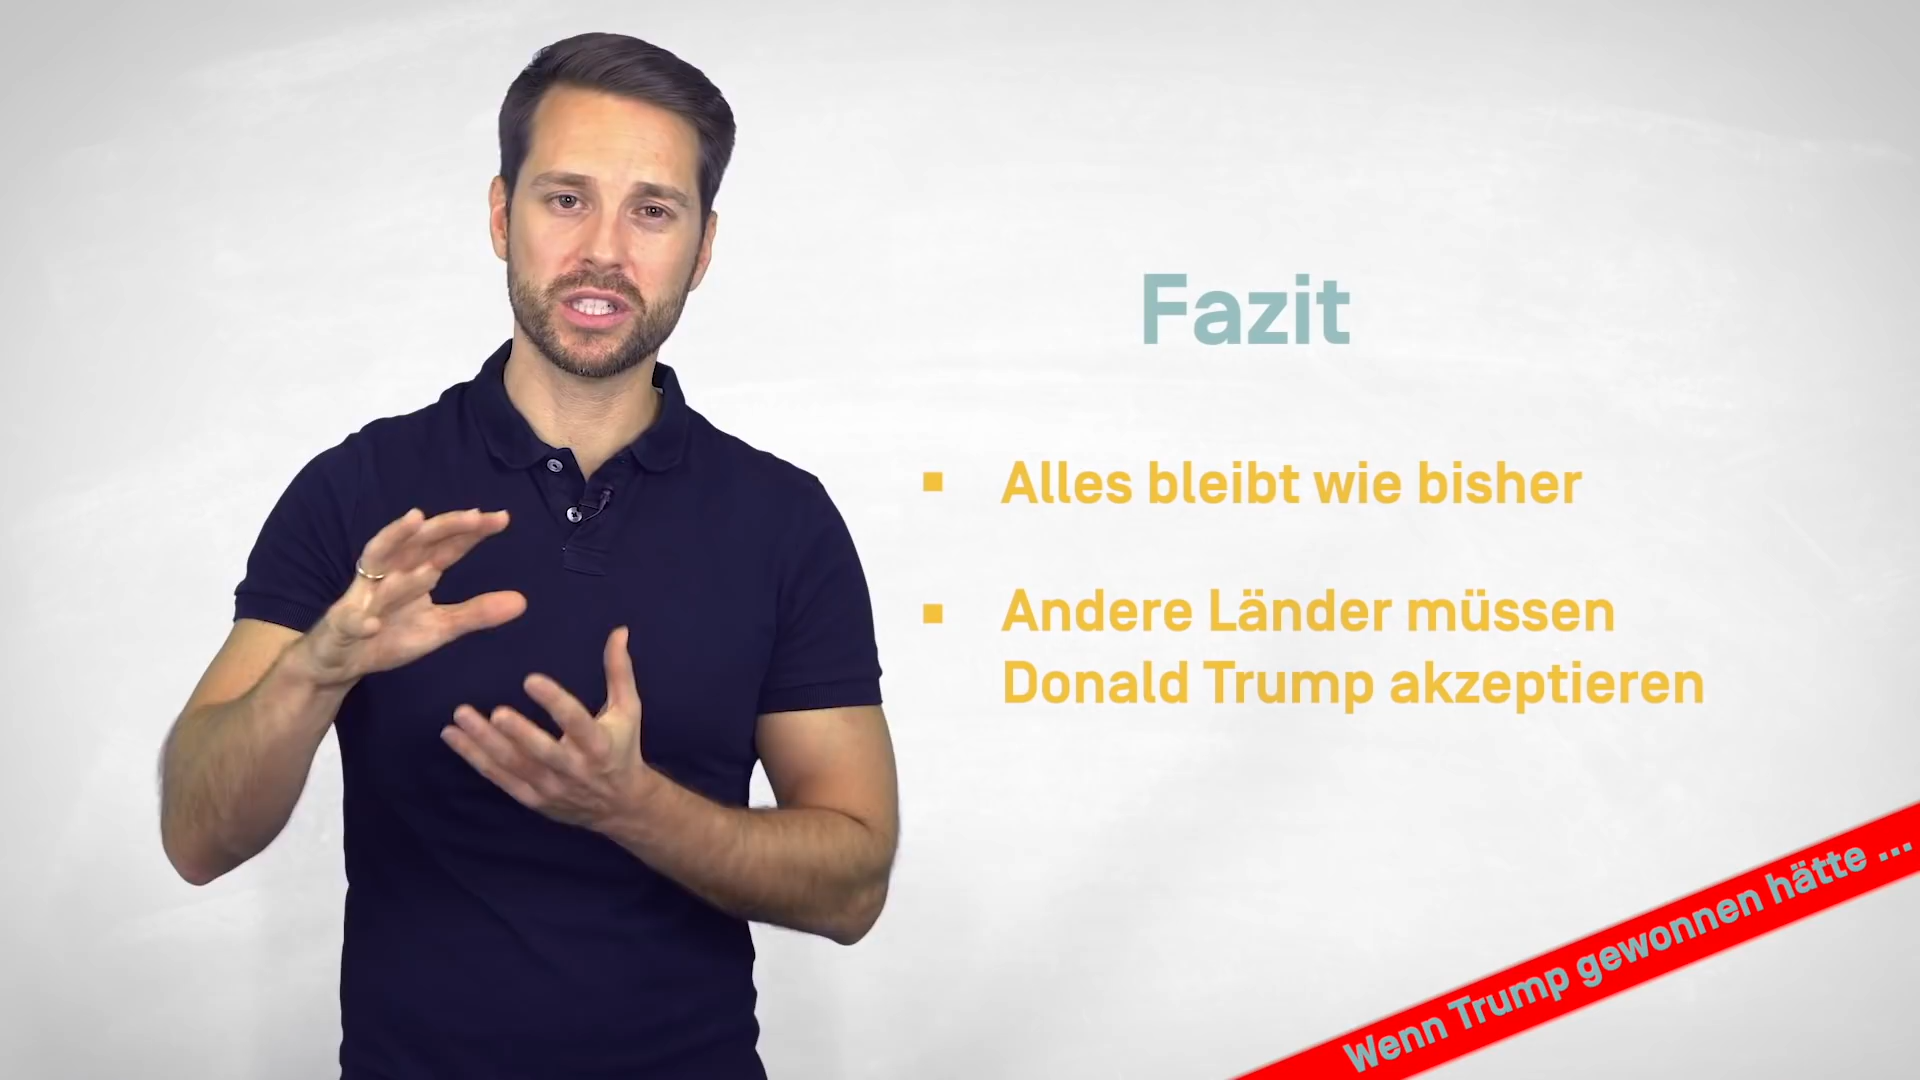 Fazit
▪ Alles bleibt wie bisher
▪ Andere Länder müssen
Donald Trump akzeptieren
Wenn Trump gewonnen hätte ...